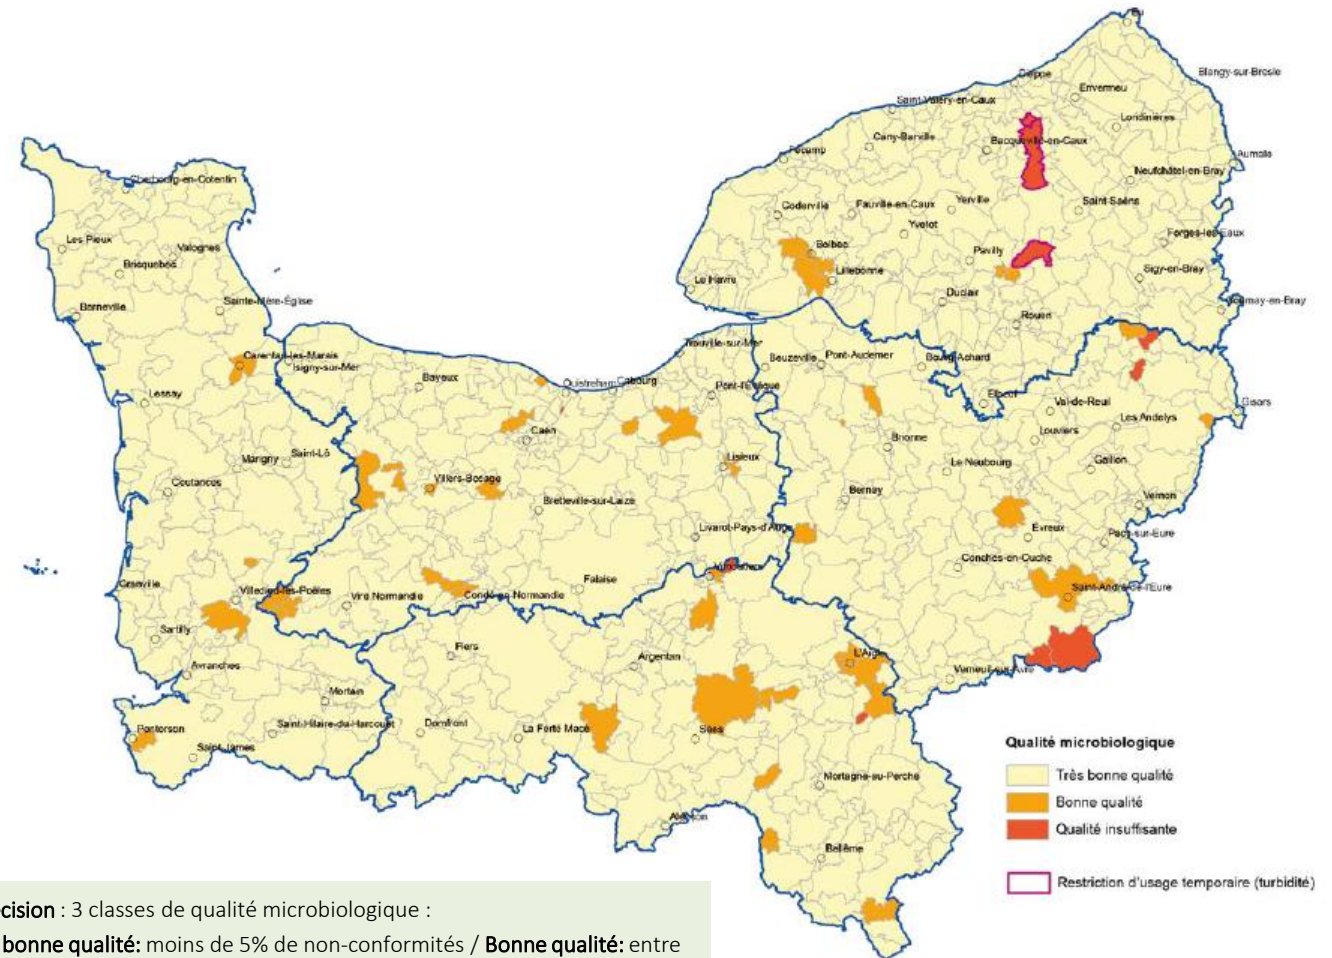 Eu
Blangy-sur-Bresle
Dieppe
Envermeu
Saint-Valéry-en-Caux
Londinières
Cany-Barville
Bacqueville-en-Caux
Fécamp
Aumale
Neufchâtel-en-Bray
Cherbourg-en-Cotentin
Goderville
Fauville-en-Caux
Yerville
Saint-Saëns
Yvetot
Les Pieux
Valognes
Forges-les-Eaux
Bolbec
Pavilly
Bricquebec
Lillebonne
Sigy-en-Bray
Le Havre
Duclair
Barneville
Sainte-Mère-Église
Gournay-en-Bray
Rouen
Trouville-sur-Mer
Carentan-les-Marais
Isigny-sur-Mer
Beuzeville
Pont-Audemer
Bourg-Achard
Bayeux
Ouistreham
Cabourg
Pont-l'Évêque
Lessay
Elbeuf
Val-de-Reuil
Gisors
Les Andelys
Caen
Brionne
Louviers
Marigny
Saint-Lô
Lisieux
Le Neubourg
Gaillon
Coutances
Villers-Bocage
Bernay
Bretteville-sur-Laize
Vernon
Livarot-Pays-d'Auge
Évreux
Pacy-sur-Eure
Conches-en-Ouche
Vimoutiers
Granville
Villedieu-les-Poêles
Vire Normandie
Condé-en-Normandie
Falaise
Saint-André-de-l'Eure
Sartilly
Flers
Argentan
L'Aigle
Avranches
Verneuil-sur-Avre
Mortain
Pontorson
Saint-Hilaire-du-Harcouët
Domfront
La Ferté Macé
Sées
Saint-James
Mortagne-au-Perche
Alençon
Bellême
Qualité microbiologique
Très bonne qualité
Bonne qualité
Qualité insuffisante
Restriction d'usage temporaire (turbidité)
cision : 3 classes de qualité microbiologique :
bonne qualité: moins de 5% de non-conformités / Bonne qualité: entre